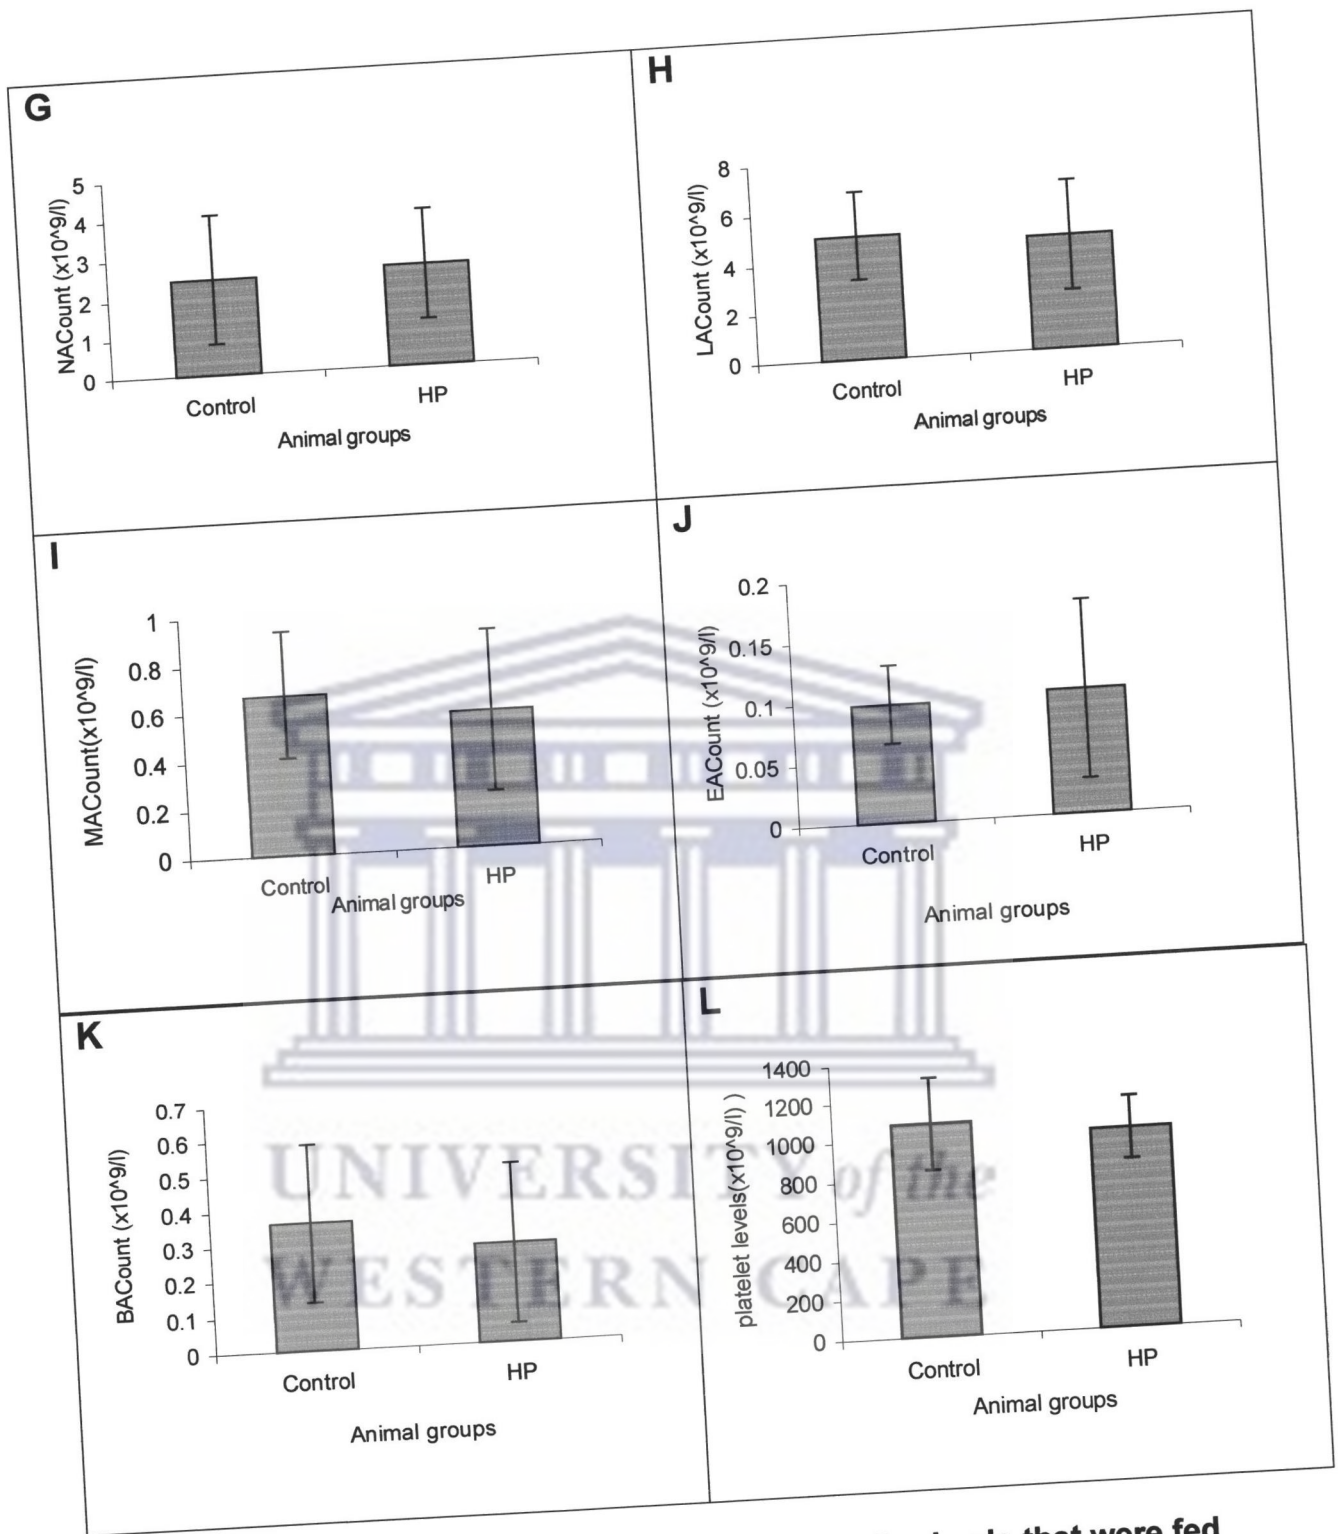 G
NACount (x10^9/l)
5
4
3
2
1
0
Control
HP
Animal groups
H
LACount (x10^9/l)
8
6
4
2
0
Control
HP
Animal groups
I
MACount(x10^9/l)
1
0.8
0.6
0.4
0.2
0
Control
HP
Animal groups
J
EACount (x10^9/l)
0.2
0.15
0.1
0.05
0
Control
HP
Animal groups
K
BACount (x10^9/l)
0.7
0.6
0.5
0.4
0.3
0.2
0.1
0
Control
HP
Animal groups
L
platelet levels(x10^9/l) )
1400
1200
1000
800
600
400
200
0
Control
HP
Animal groups
UNIVERSITY of the
WESTERN CAPE
that were fed